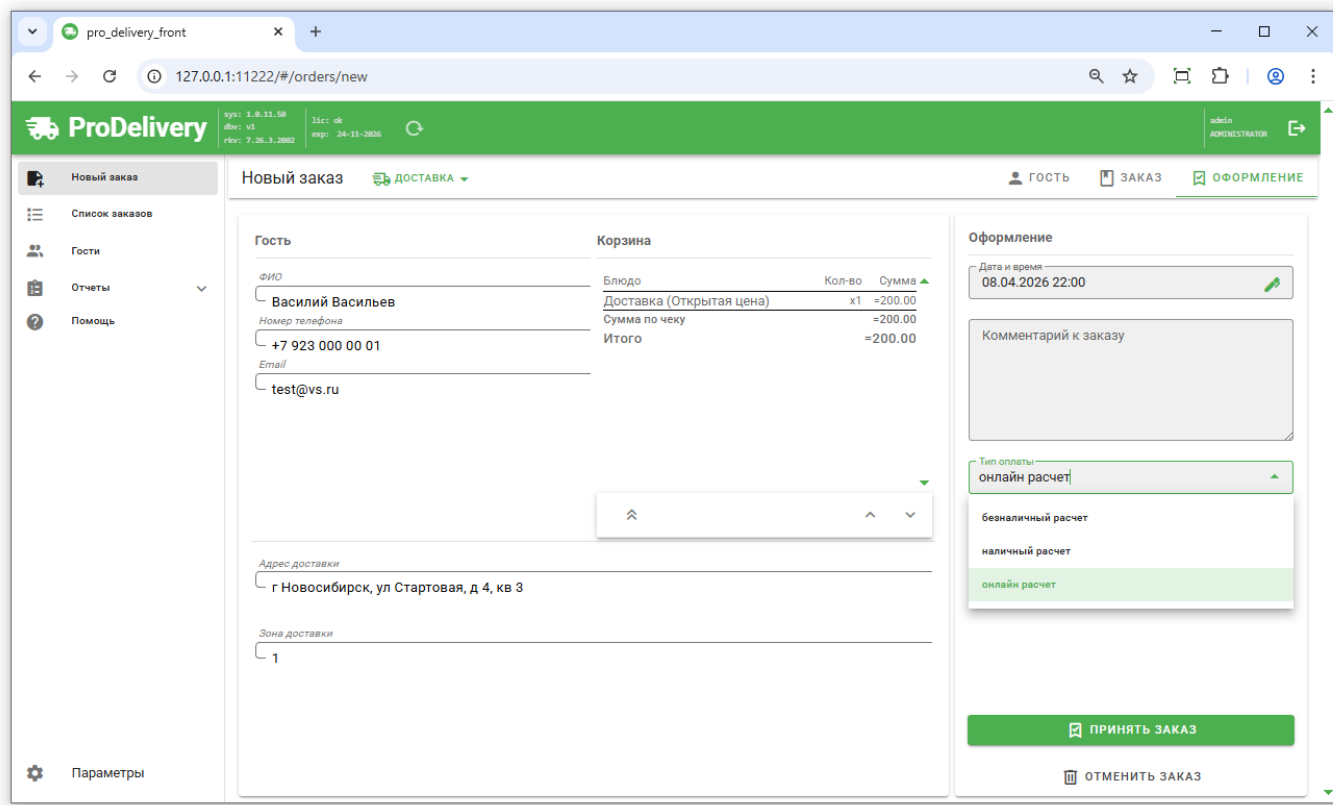 pro_delivery_front
127.0.0.1:11222/#/orders/new
ProDelivery
sys: 1.0.11.50
dbv: v1
rkv: 7.26.3.2002
lic: ok
exp: 24-11-2026
admin
ADMINISTRATOR
Новый заказ
Список заказов
Гости
Отчеты
Помощь
Параметры
Новый заказ
ДОСТАВКА
ГОСТЬ
ЗАКАЗ
ОФОРМЛЕНИЕ
Гость
ФИО
Василий Васильев
Номер телефона
+7 923 000 00 01
Email
test@vs.ru
Корзина
Блюдо Кол-во Сумма
Доставка (Открытая цена) x1 =200.00
Сумма по чеку =200.00
Итого =200.00
Адрес доставки
г Новосибирск, ул Стартовая, д 4, кв 3
Зона доставки
1
Оформление
Дата и время
08.04.2026 22:00
Комментарий к заказу
Тип оплаты
онлайн расчет
безналичный расчет
наличный расчет
онлайн расчет
ПРИНЯТЬ ЗАКАЗ
ОТМЕНИТЬ ЗАКАЗ